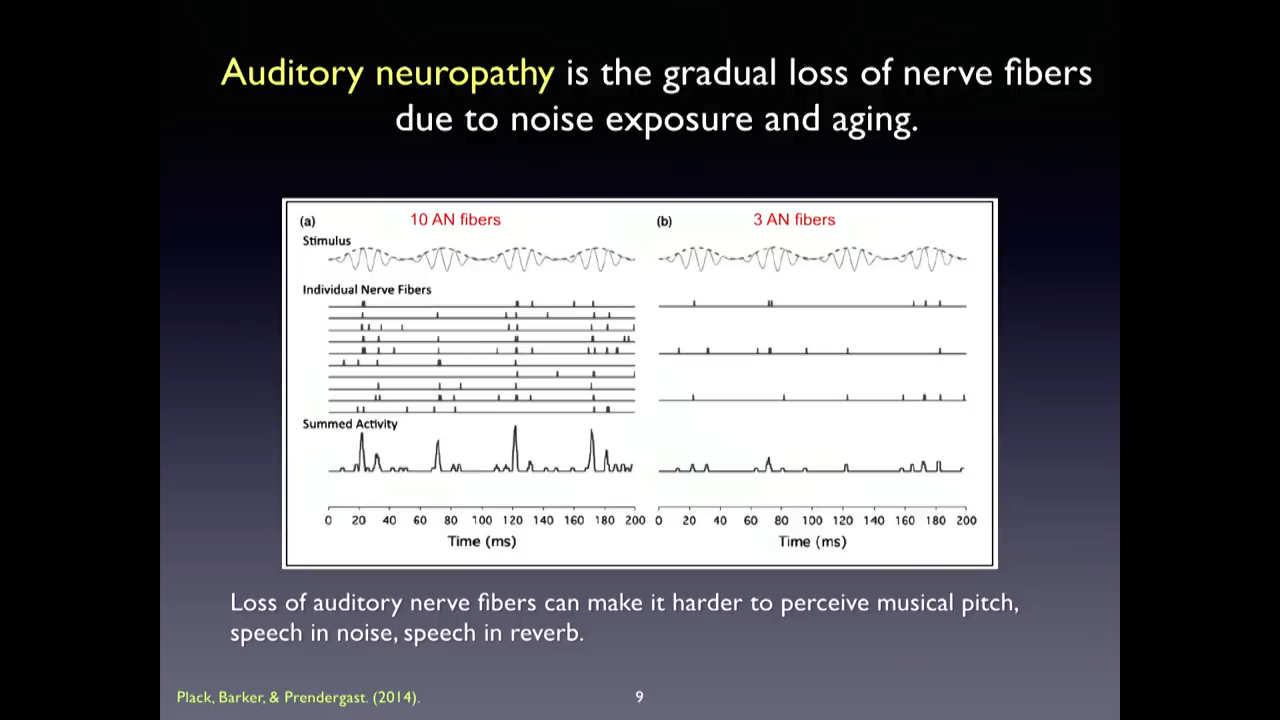 Auditory neuropathy is the gradual loss of nerve fibers
due to noise exposure and aging.
(a) 10 AN fibers
Stimulus
Individual Nerve Fibers
Summed Activity
0 20 40 60 80 100 120 140 160 180 200
Time (ms)
(b) 3 AN fibers
0 20 40 60 80 100 120 140 160 180 200
Time (ms)
Loss of auditory nerve fibers can make it harder to perceive musical pitch,
speech in noise, speech in reverb.
Plack, Barker, & Prendergast. (2014).
9